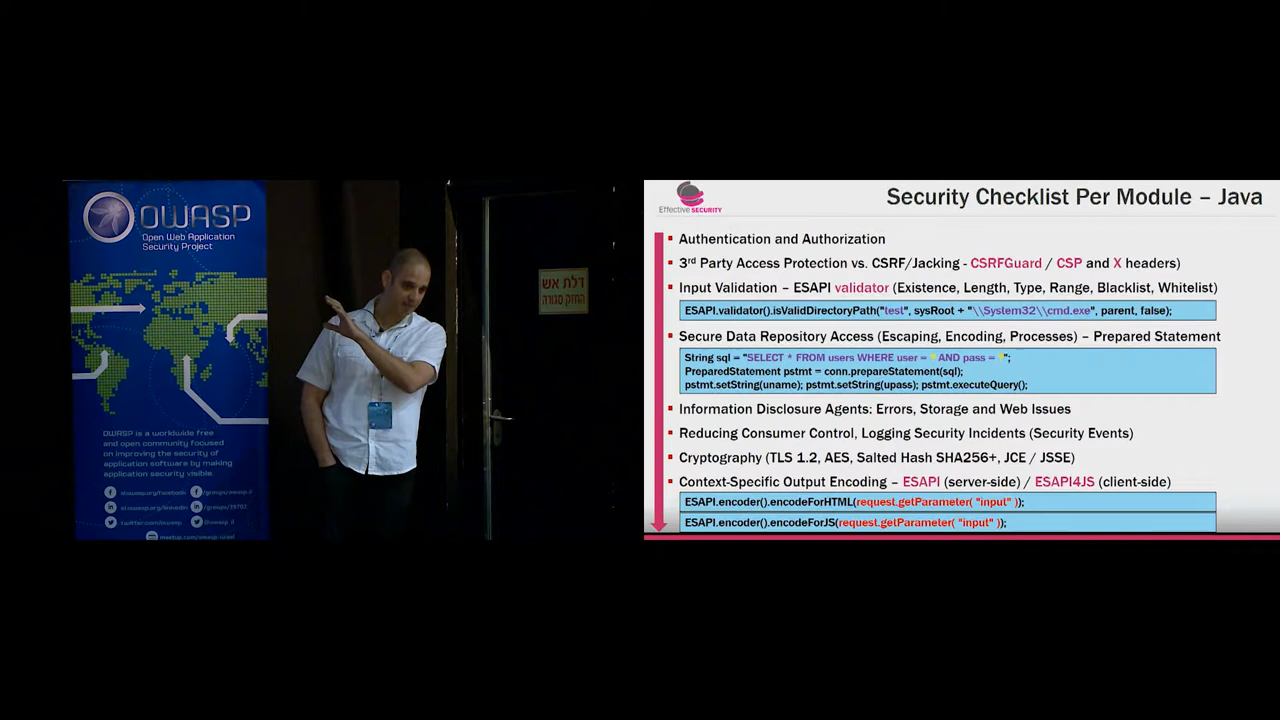 OWASP
Open Web Application
Security Project
OWASP is a worldwide free
and open community focused
on improving the security of
application software by making
application security visible.
meetup.com/owasp-israel
דלת אש
החזק סגורה
Effective SECURITY
Security Checklist Per Module – Java
Authentication and Authorization
3rd Party Access Protection vs. CSRF/Jacking - CSRFGuard / CSP and X headers)
Input Validation – ESAPI validator (Existence, Length, Type, Range, Blacklist, Whitelist)
ESAPI.validator().isValidDirectoryPath("test", sysRoot + "\\System32\\cmd.exe", parent, false);
Secure Data Repository Access (Escaping, Encoding, Processes) – Prepared Statement
String sql = "SELECT * FROM users WHERE user = ? AND pass = ?";
PreparedStatement pstmt = conn.prepareStatement(sql);
pstmt.setString(uname); pstmt.setString(upass); pstmt.executeQuery();
Information Disclosure Agents: Errors, Storage and Web Issues
Reducing Consumer Control, Logging Security Incidents (Security Events)
Cryptography (TLS 1.2, AES, Salted Hash SHA256+, JCE / JSSE)
Context-Specific Output Encoding – ESAPI (server-side) / ESAPI4JS (client-side)
ESAPI.encoder().encodeForHTML(request.getParameter( "input" ));
ESAPI.encoder().encodeForJS(request.getParameter( "input" ));